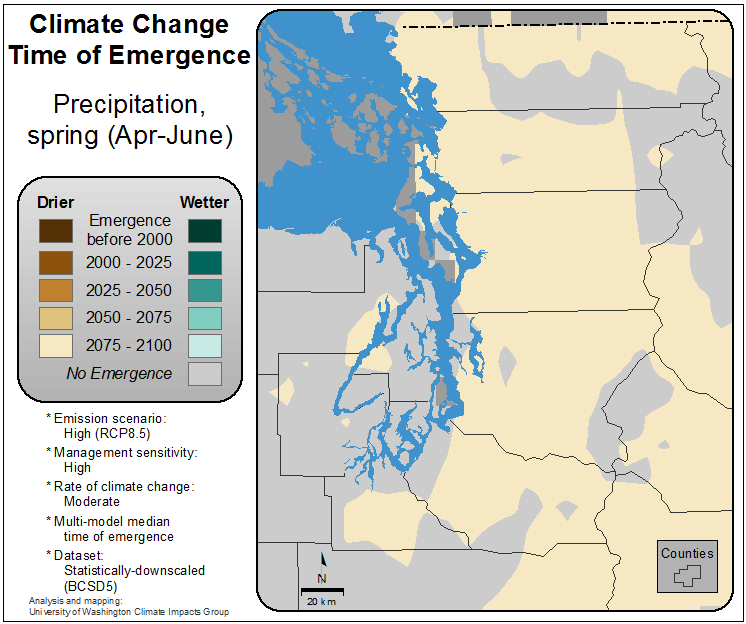 Climate Change
Time of Emergence
Precipitation,
spring (Apr-June)
Drier
Wetter
Emergence
before 2000
2000 - 2025
2025 - 2050
2050 - 2075
2075 - 2100
No Emergence
* Emission scenario:
High (RCP8.5)
* Management sensitivity:
High
* Rate of climate change:
Moderate
* Multi-model median
time of emergence
* Dataset:
Statistically-downscaled
(BCSD5)
Analysis and mapping:
University of Washington Climate Impacts Group
N
20 km
Counties